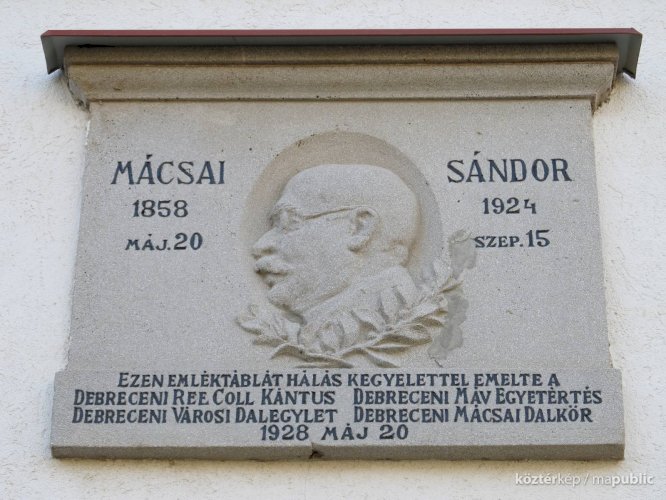 MÁCSAI SÁNDOR
1858 1924
MÁJ. 20 SZEP. 15
EZEN EMLÉKTÁBLÁT HÁLÁS KEGYELETTEL EMELTE A
DEBRECENI REF. COLL KÁNTUS DEBRECENI MÁV EGYETÉRTÉS
DEBRECENI VÁROSI DALEGYLET DEBRECENI MÁCSAI DALKÖR
1928 MÁJ 20
köztérkép / mapublic